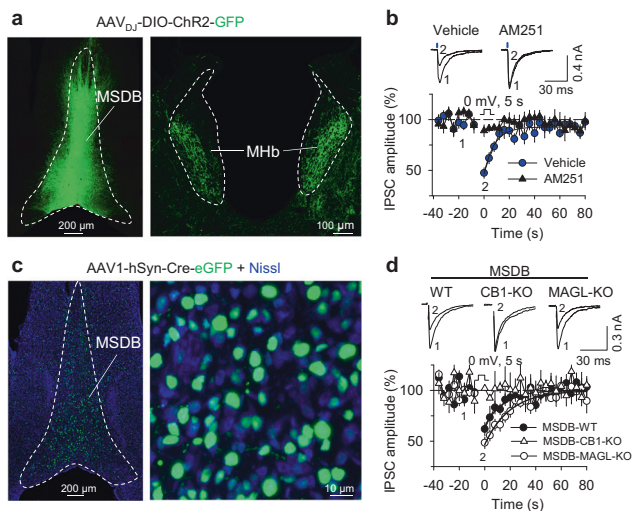 a
AAVDJ-DIO-ChR2-GFP
MSDB
200 µm
MHb
100 µm
b
Vehicle AM251
2
1
2
1
0.4 nA
30 ms
0 mV, 5 s
IPSC amplitude (%)
100
50
1
2
Vehicle
AM251
-40 -20 0 20 40 60 80
Time (s)
c
AAV1-hSyn-Cre-eGFP + Nissl
MSDB
200 µm
10 µm
d
MSDB
WT CB1-KO MAGL-KO
2
1
2
1
2
1
0.3 nA
30 ms
0 mV, 5 s
IPSC amplitude (%)
100
50
1
2
MSDB-WT
MSDB-CB1-KO
MSDB-MAGL-KO
-40 -20 0 20 40 60 80
Time (s)